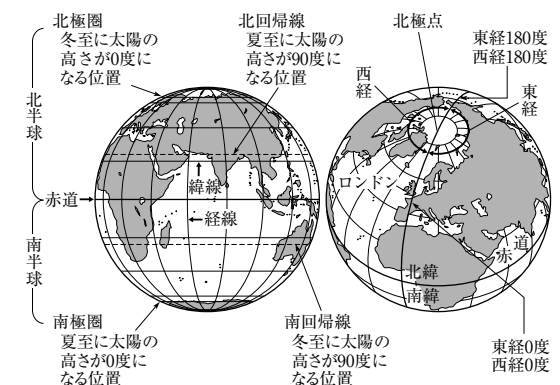 北極圏
冬至に太陽の
高さが0度に
なる位置
北回帰線
夏至に太陽の
高さが90度に
なる位置
北極点
東経180度
西経180度
西経
東経
北半球
赤道
南半球
緯線
経線
ロンドン
赤道
北緯
南緯
南極圏
夏至に太陽の
高さが0度に
なる位置
南回帰線
冬至に太陽の
高さが90度に
なる位置
東経0度
西経0度